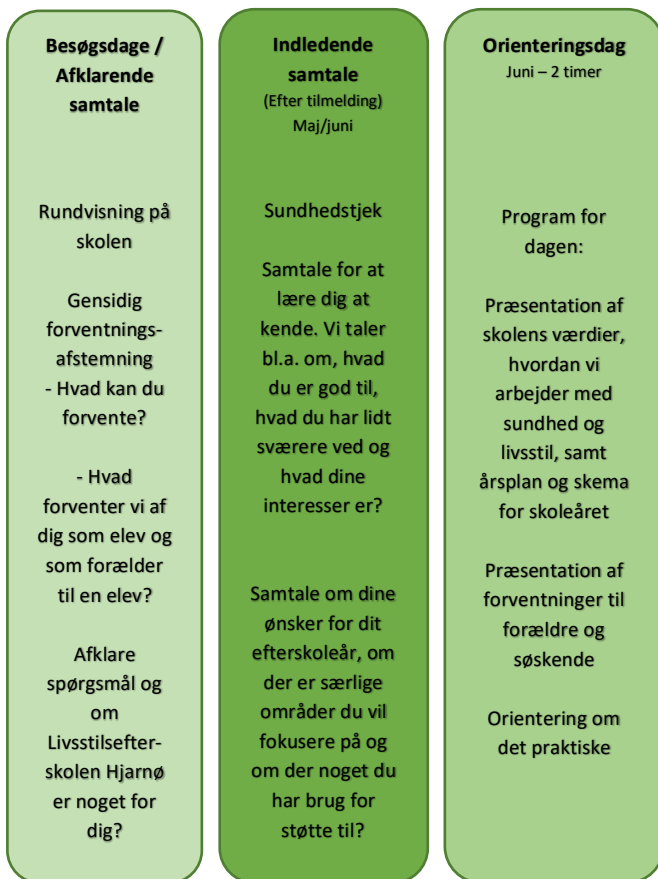 Besøgsdage /
Afklarende
samtale
Rundvisning på
skolen
Gensidig
forventnings-
afstemning
- Hvad kan du
forvente?
- Hvad
forventer vi af
dig som elev og
som forælder
til en elev?
Afklare
spørgsmål og
om
Livsstilsefter-
skolen Hjarnø
er noget for
dig?
Indledende
samtale
(Efter tilmelding)
Maj/juni
Sundhedstjek
Samtale for at
lære dig at
kende. Vi taler
bl.a. om, hvad
du er god til,
hvad du har lidt
sværere ved og
hvad dine
interesser er?
Samtale om dine
ønsker for dit
efterskoleår, om
der er særlige
områder du vil
fokusere på og
om der noget du
har brug for
støtte til?
Orienteringsdag
Juni – 2 timer
Program for
dagen:
Præsentation af
skolens værdier,
hvordan vi
arbejder med
sundhed og
livsstil, samt
årsplan og skema
for skoleåret
Præsentation af
forventninger til
forældre og
søskende
Orientering om
det praktiske